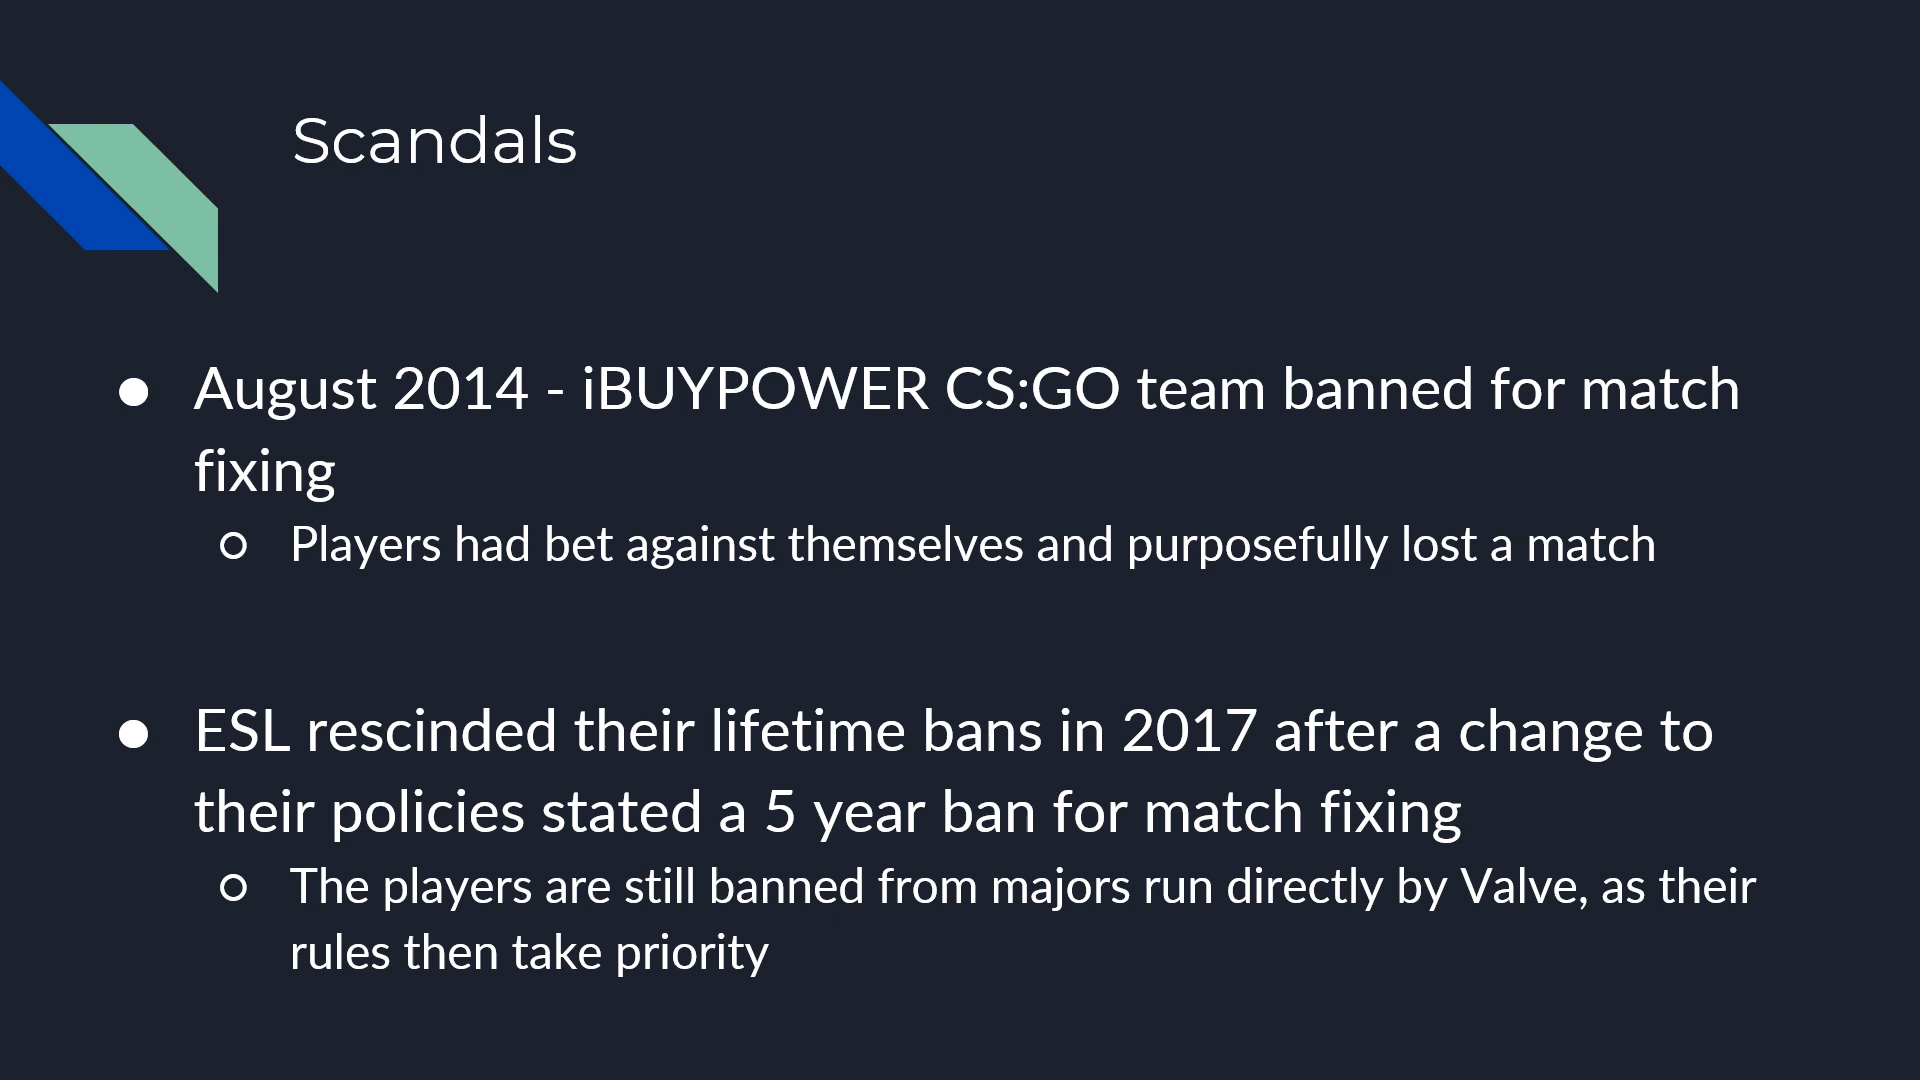 Scandals
● August 2014 - iBUYPOWER CS:GO team banned for match
fixing
○ Players had bet against themselves and purposefully lost a match
● ESL rescinded their lifetime bans in 2017 after a change to
their policies stated a 5 year ban for match fixing
○ The players are still banned from majors run directly by Valve, as their
rules then take priority